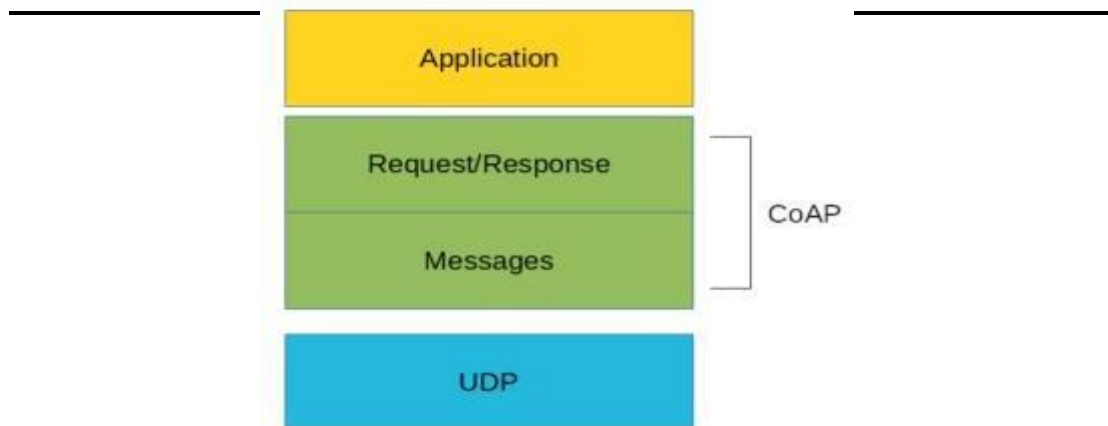 Application
Request/Response
CoAP
Messages
UDP